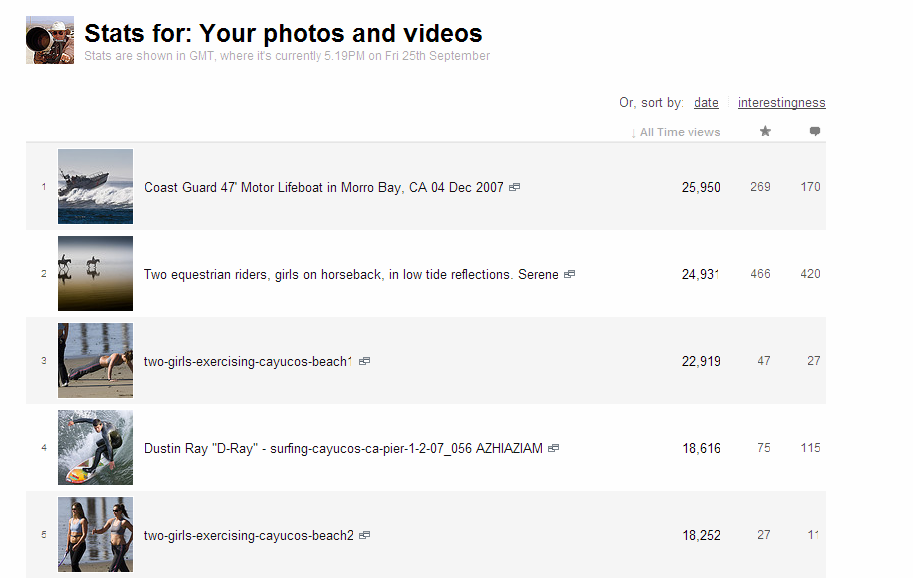 Stats for: Your photos and videos
Stats are shown in GMT, where it's currently 5.19PM on Fri 25th September
Or, sort by: date | interestingness
↓ All Time views ★
1 Coast Guard 47' Motor Lifeboat in Morro Bay, CA 04 Dec 2007 25,950 269 170
2 Two equestrian riders, girls on horseback, in low tide reflections. Serene 24,931 466 420
3 two-girls-exercising-cayucos-beach1 22,919 47 27
4 Dustin Ray "D-Ray" - surfing-cayucos-ca-pier-1-2-07_056 AZHIAZIAM 18,616 75 115
5 two-girls-exercising-cayucos-beach2 18,252 27 11